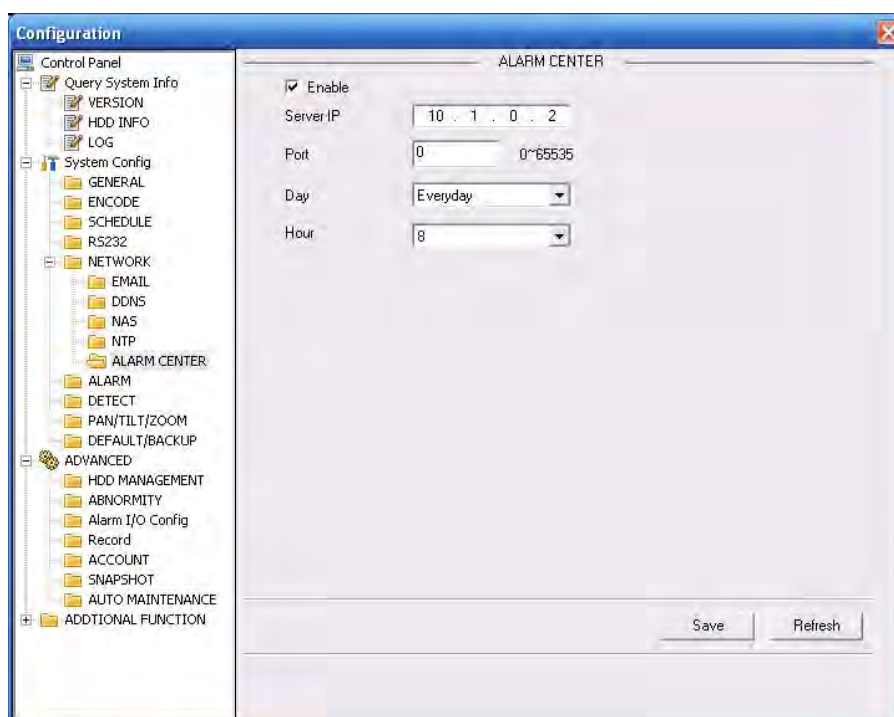 Configuration
Control Panel
Query System Info
VERSION
HDD INFO
LOG
System Config
GENERAL
ENCODE
SCHEDULE
RS232
NETWORK
EMAIL
DDNS
NAS
NTP
ALARM CENTER
ALARM
DETECT
PAN/TILT/ZOOM
DEFAULT/BACKUP
ADVANCED
HDD MANAGEMENT
ABNORMITY
Alarm I/O Config
Record
ACCOUNT
SNAPSHOT
AUTO MAINTENANCE
ADDTIONAL FUNCTION
ALARM CENTER
Enable
Server IP 10 . 1 . 0 . 2
Port 0 0~65535
Day Everyday
Hour 8
Save Refresh